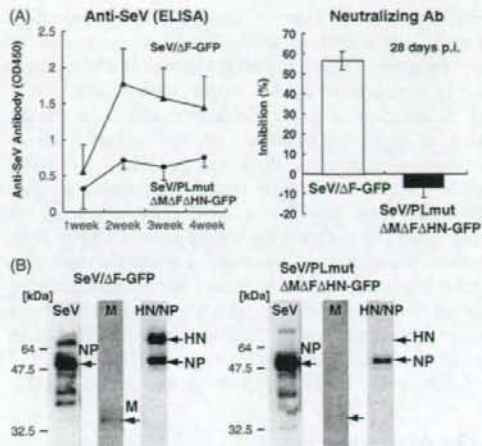 (A) Anti-SeV (ELISA)
Anti-SeV Antibody (OD450)
2.5
2
1.5
1
0.5
0
SeV/ΔF-GFP
SeV/PLmut
ΔMΔFΔHN-GFP
1week 2week 3week 4week
Neutralizing Ab
28 days p.i.
Inhibition (%)
70
60
50
40
30
20
10
0
-10
-20
SeV/ΔF-GFP
SeV/PLmut
ΔMΔFΔHN-GFP
(B)
SeV/ΔF-GFP
[kDa] SeV M HN/NP
64
47.5
32.5
NP
M
HN
NP
SeV/PLmut
ΔMΔFΔHN-GFP
[kDa] SeV M HN/NP
64
47.5
32.5
NP
HN
NP